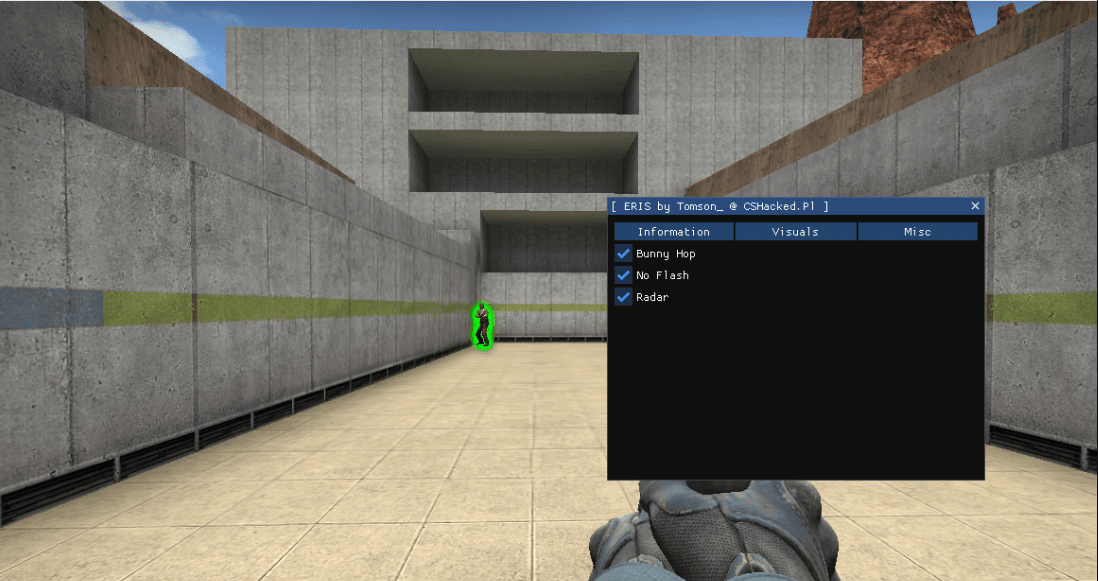 [ ERIS by Tomson_ @ CSHacked.Pl ]
Information Visuals Misc
Bunny Hop
No Flash
Radar